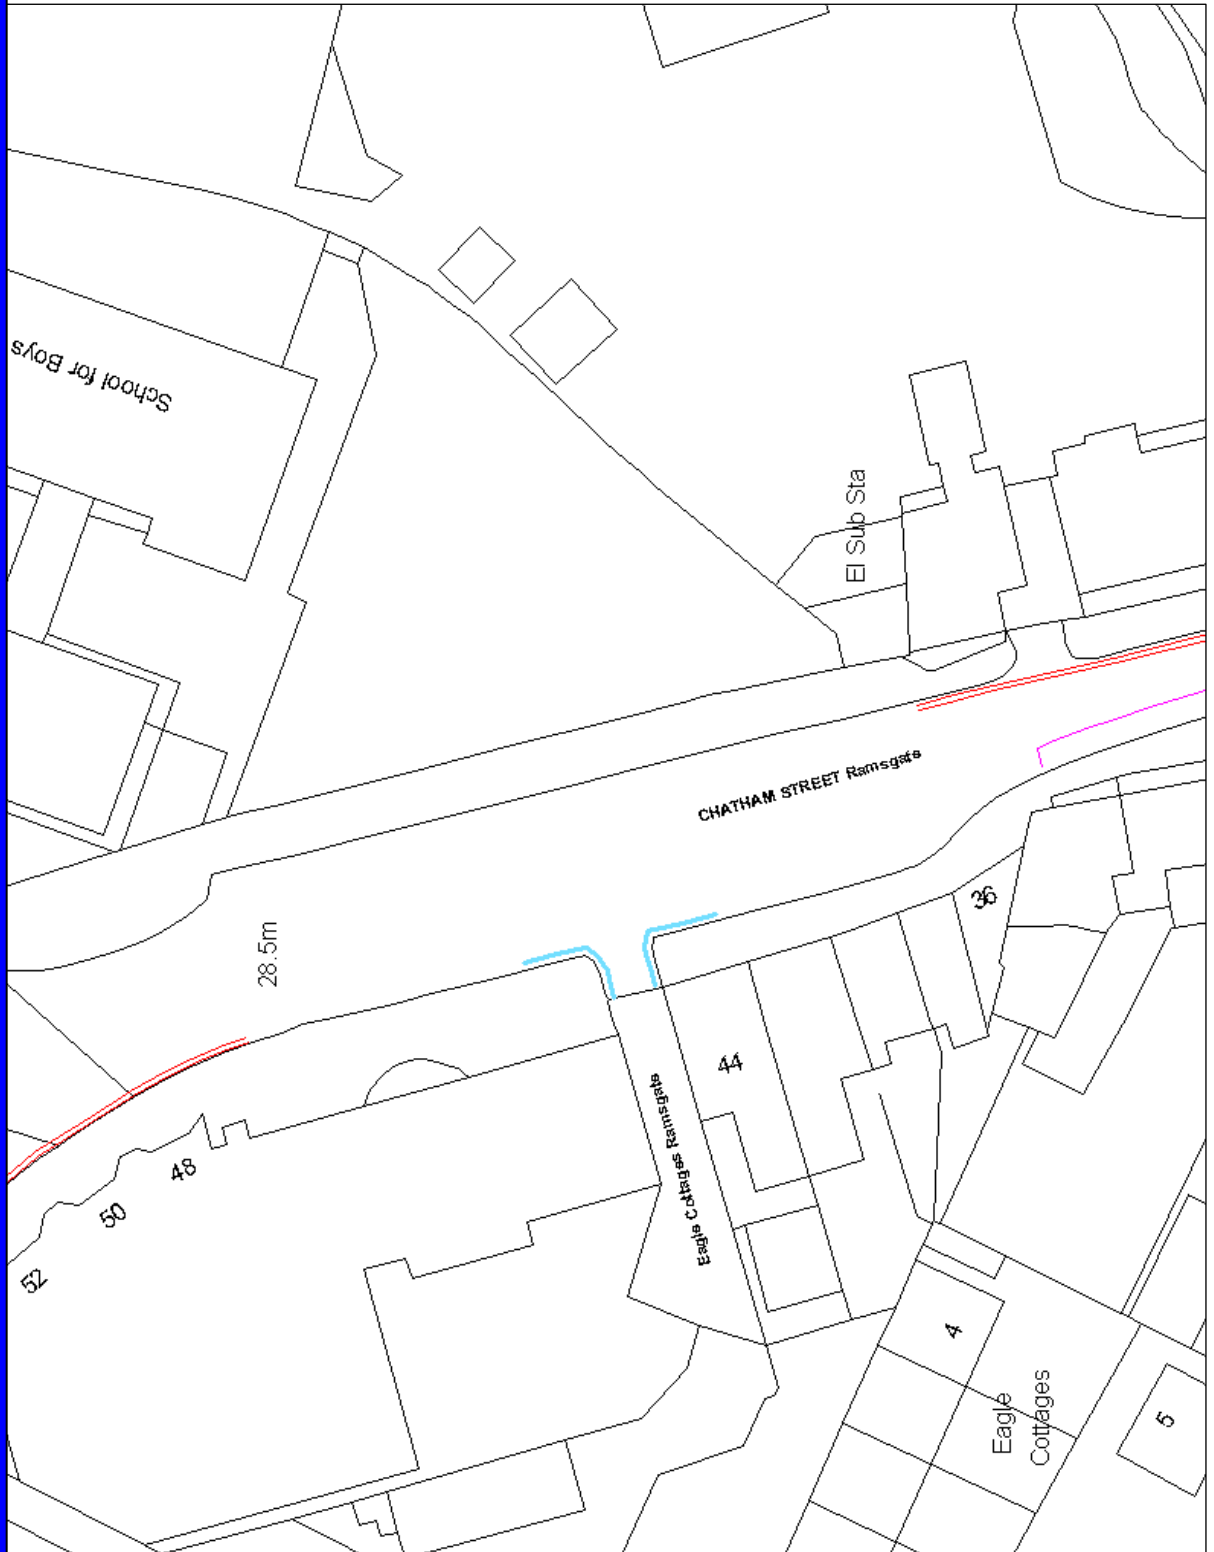 School for Boys
El Sub Sta
CHATHAM STREET Ramsgate
36
28.5m
44
Eagle Cottages Ramsgate
48
50
52
4
Eagle
Cottages
5